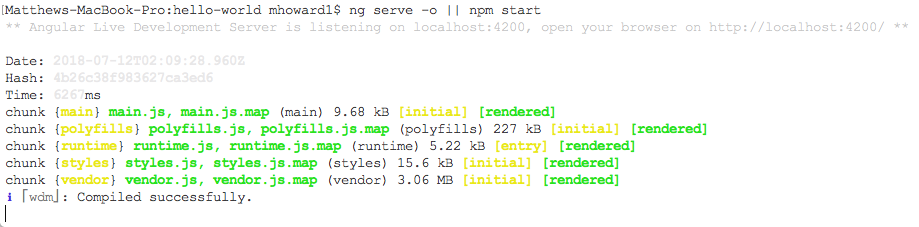 [Matthews-MacBook-Pro:hello-world mhoward1$ ng serve -o || npm start
** Angular Live Development Server is listening on localhost:4200, open your browser on http://localhost:4200/ **
Date: 2018-07-12T02:09:28.960Z
Hash: 4b26c38f983627ca3ed6
Time: 6267ms
chunk {main} main.js, main.js.map (main) 9.68 kB [initial] [rendered]
chunk {polyfills} polyfills.js, polyfills.js.map (polyfills) 227 kB [initial] [rendered]
chunk {runtime} runtime.js, runtime.js.map (runtime) 5.22 kB [entry] [rendered]
chunk {styles} styles.js, styles.js.map (styles) 15.6 kB [initial] [rendered]
chunk {vendor} vendor.js, vendor.js.map (vendor) 3.06 MB [initial] [rendered]
ℹ ｢wdm｣: Compiled successfully.